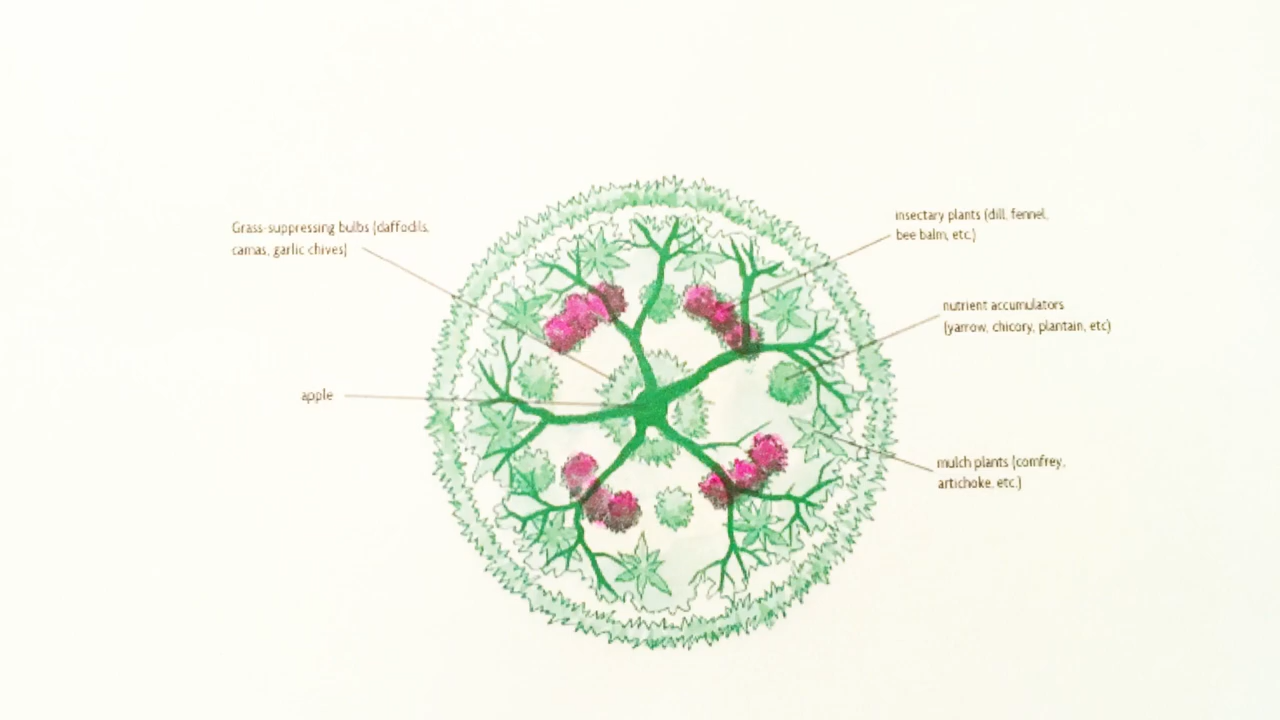 Grass-suppressing bulbs (daffodils,
camas, garlic chives)
apple
insectary plants (dill, fennel,
bee balm, etc.)
nutrient accumulators
(yarrow, chicory, plantain, etc)
mulch plants (comfrey,
artichoke, etc.)